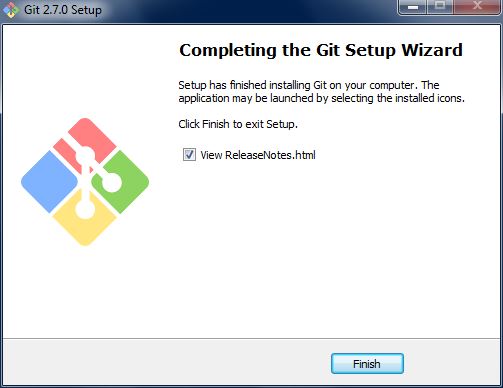 Git 2.7.0 Setup
Completing the Git Setup Wizard
Setup has finished installing Git on your computer. The
application may be launched by selecting the installed icons.
Click Finish to exit Setup.
View ReleaseNotes.html
Finish